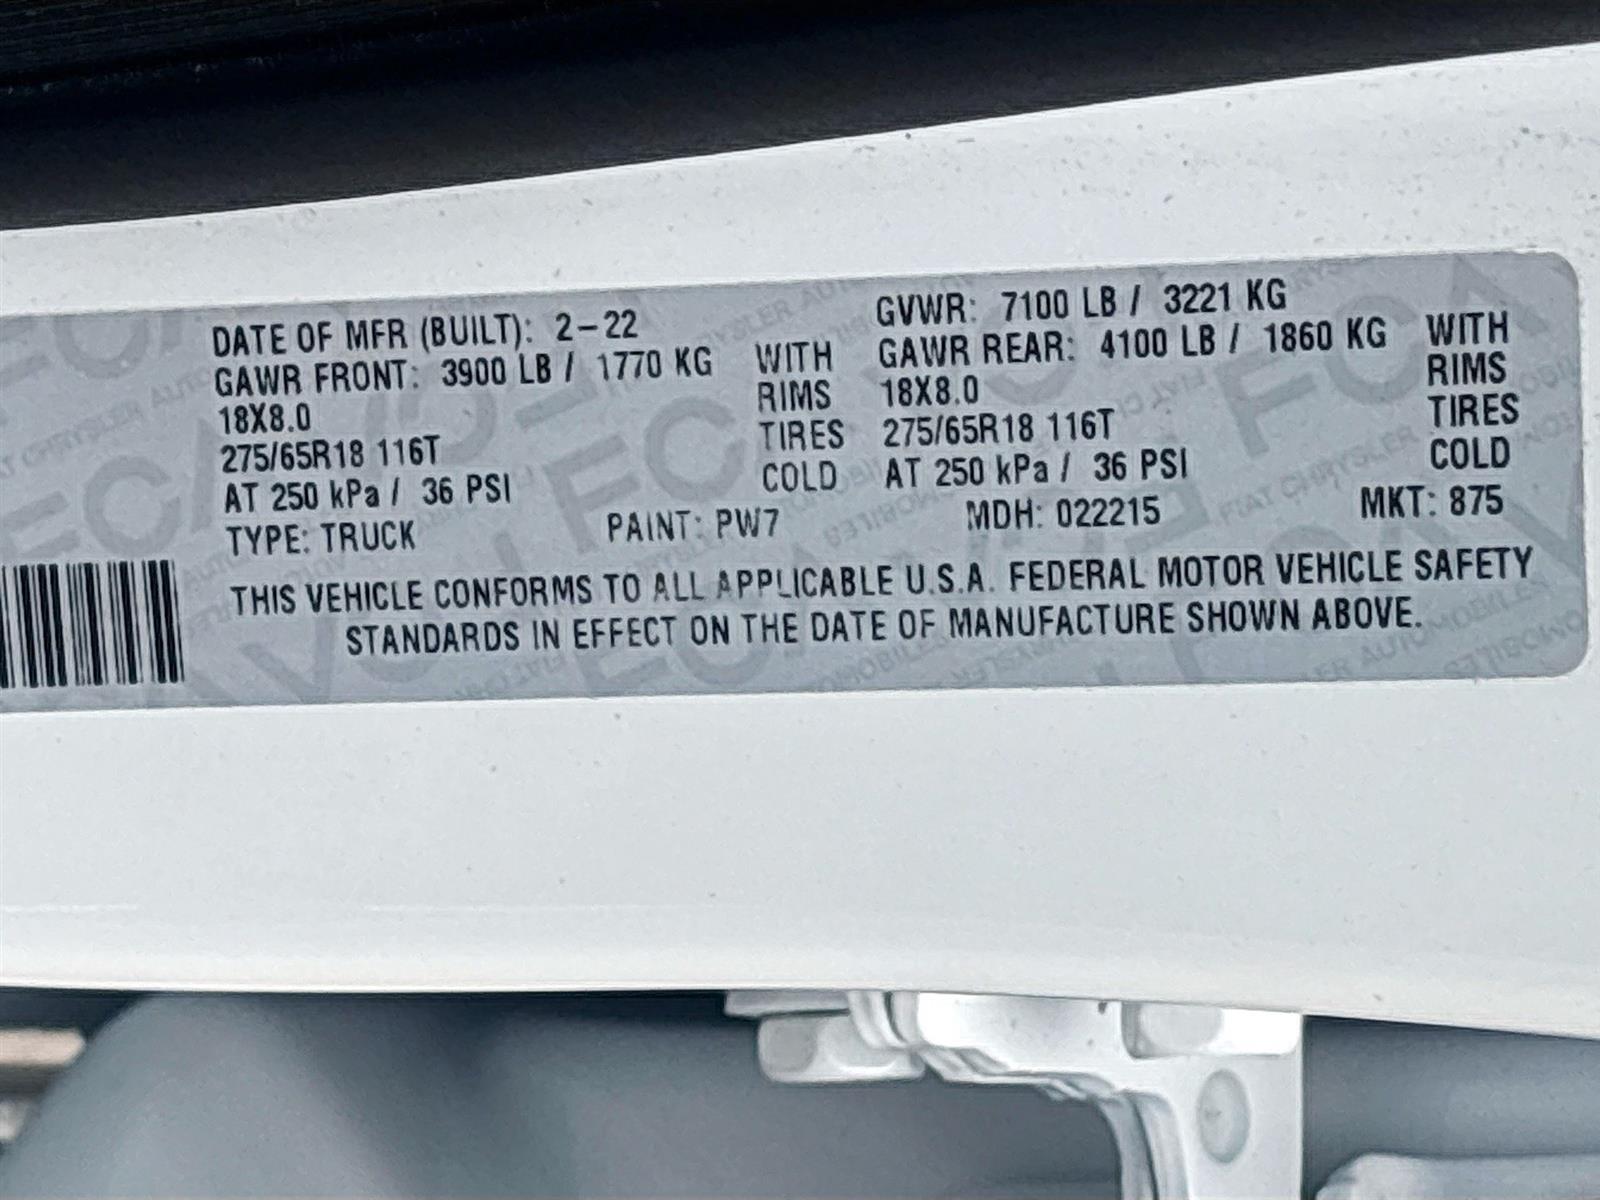 DATE OF MFR (BUILT): 2-22 GVWR: 7100 LB / 3221 KG
GAWR FRONT: 3900 LB / 1770 KG WITH GAWR REAR: 4100 LB / 1860 KG WITH
18X8.0 RIMS 18X8.0 RIMS
275/65R18 116T TIRES 275/65R18 116T TIRES
AT 250 kPa / 36 PSI COLD AT 250 kPa / 36 PSI COLD
TYPE: TRUCK PAINT: PW7 MDH: 022215 MKT: 875
THIS VEHICLE CONFORMS TO ALL APPLICABLE U.S.A. FEDERAL MOTOR VEHICLE SAFETY
STANDARDS IN EFFECT ON THE DATE OF MANUFACTURE SHOWN ABOVE.